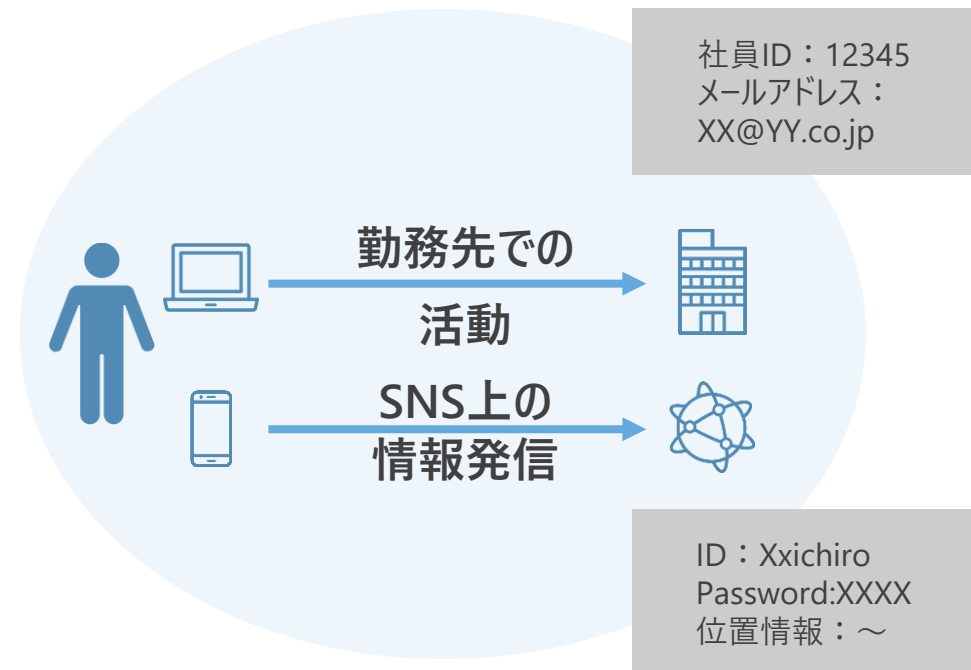 社員ID：12345
メールアドレス：
XX@YY.co.jp
勤務先での
活動
SNS上の
情報発信
ID：Xxichiro
Password:XXXX
位置情報：～